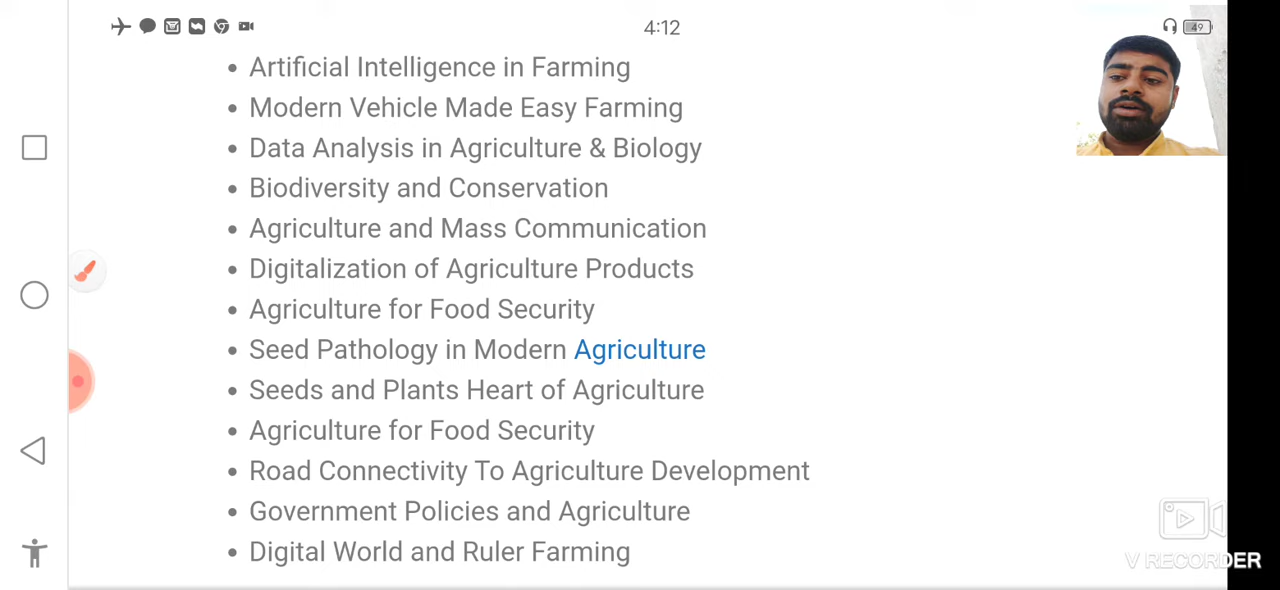 4:12
49
Artificial Intelligence in Farming
Modern Vehicle Made Easy Farming
Data Analysis in Agriculture & Biology
Biodiversity and Conservation
Agriculture and Mass Communication
Digitalization of Agriculture Products
Agriculture for Food Security
Seed Pathology in Modern Agriculture
Seeds and Plants Heart of Agriculture
Agriculture for Food Security
Road Connectivity To Agriculture Development
Government Policies and Agriculture
Digital World and Ruler Farming
V RECORDER